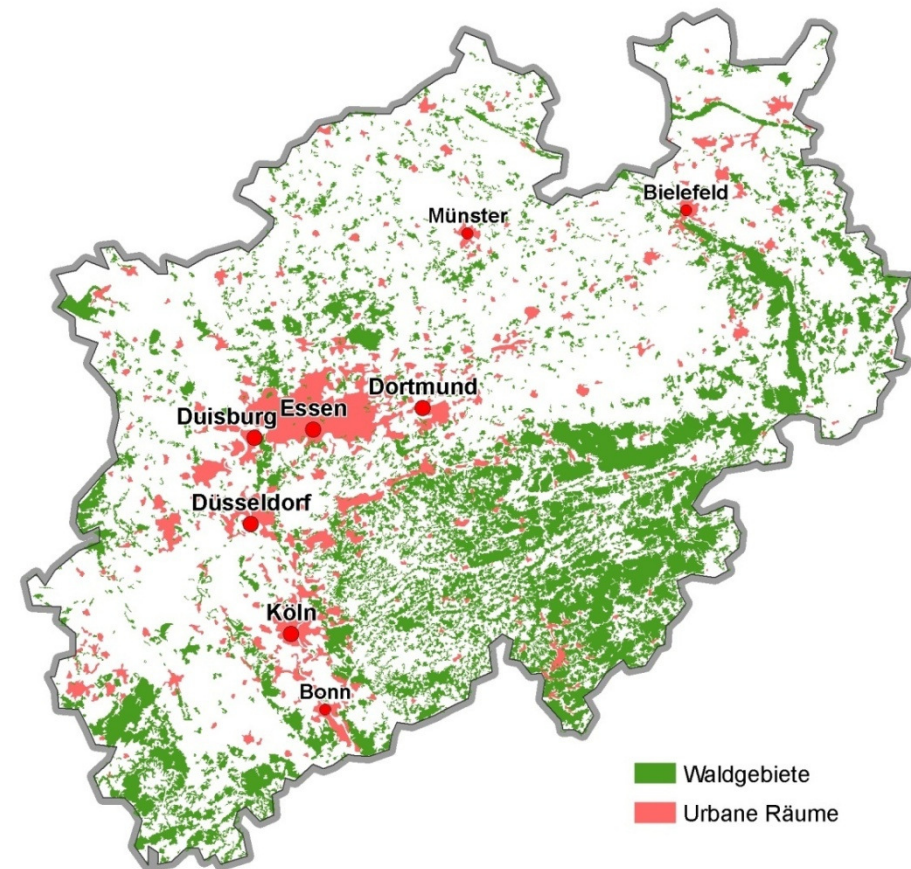 Bielefeld
Münster
Dortmund
Essen
Duisburg
Düsseldorf
Köln
Bonn
Waldgebiete
Urbane Räume